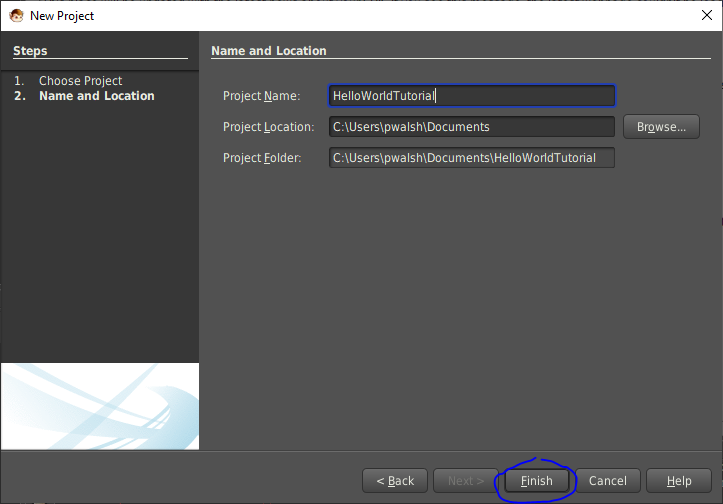 New Project
Steps
1. Choose Project
2. Name and Location
Name and Location
Project Name: HelloWorldTutorial
Project Location: C:\Users\pwalsh\Documents Browse...
Project Folder: C:\Users\pwalsh\Documents\HelloWorldTutorial
< Back Next > Finish Cancel Help